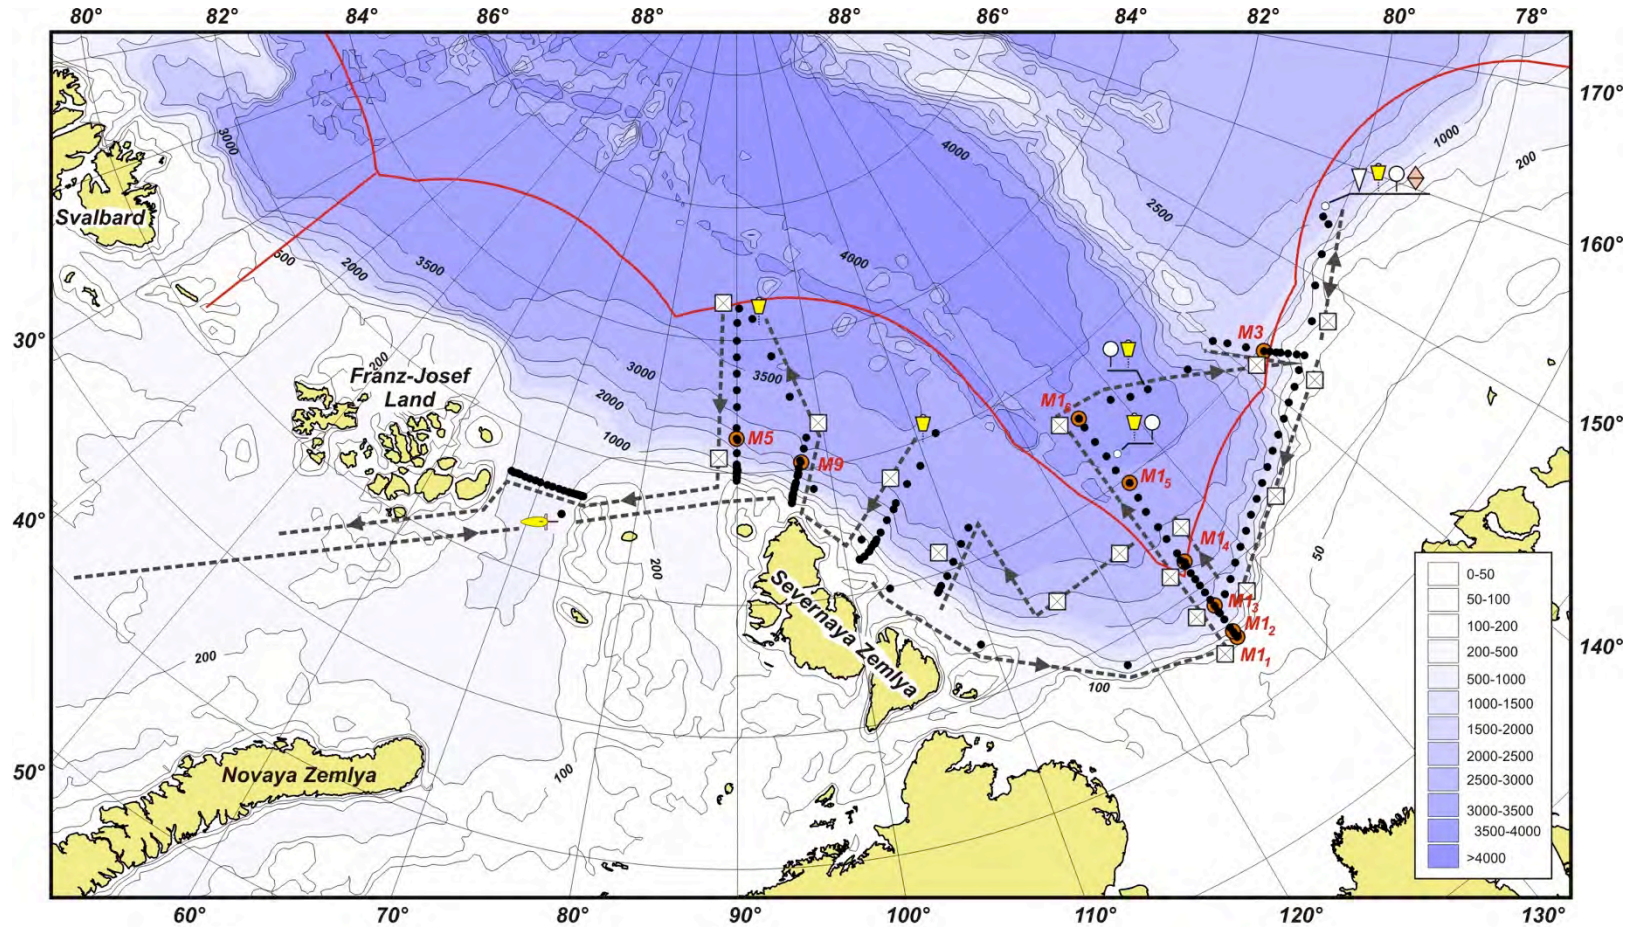 80° 82° 84° 86° 88° 88° 86° 84° 82° 80° 78°
170°
1000
200
3000
4000
2500
Svalbard
160°
500
2000
3500
4000
30°
M3
200
Franz-Josef
Land
3000
3500
2000
1000
M1₆
150°
M5
M9
M1₅
40°
M1₄
50
200
Severnaya Zemlya
M1₃
M1₂
M1₁
140°
200
100
0-50
50-100
100-200
200-500
500-1000
1000-1500
1500-2000
2000-2500
2500-3000
3000-3500
3500-4000
>4000
50°
Novaya Zemlya
100
60° 70° 80° 90° 100° 110° 120° 130°